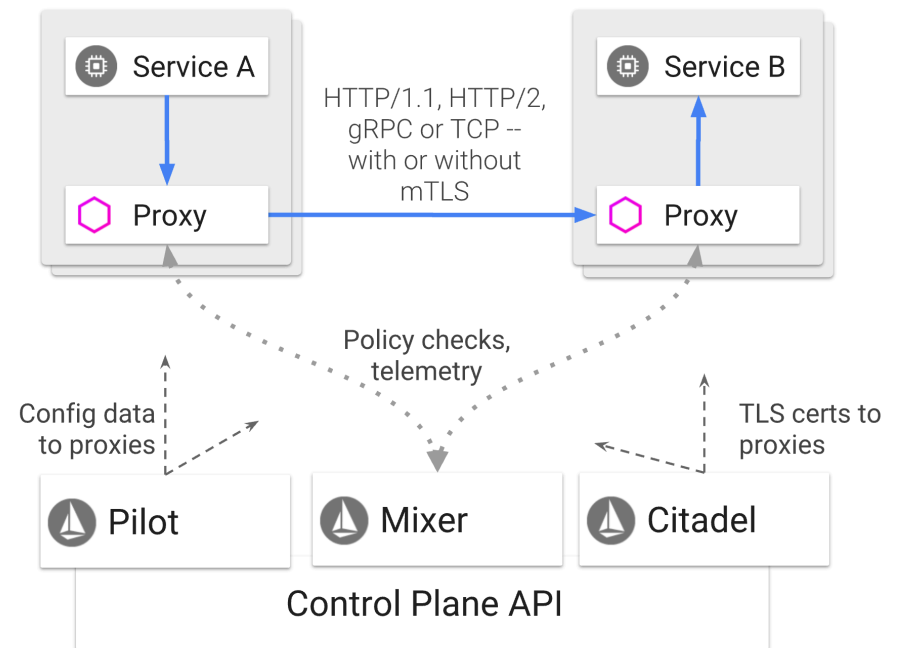 Service A
Service B
HTTP/1.1, HTTP/2,
gRPC or TCP --
with or without
mTLS
Proxy
Proxy
Policy checks,
telemetry
Config data
to proxies
TLS certs to
proxies
Pilot
Mixer
Citadel
Control Plane API